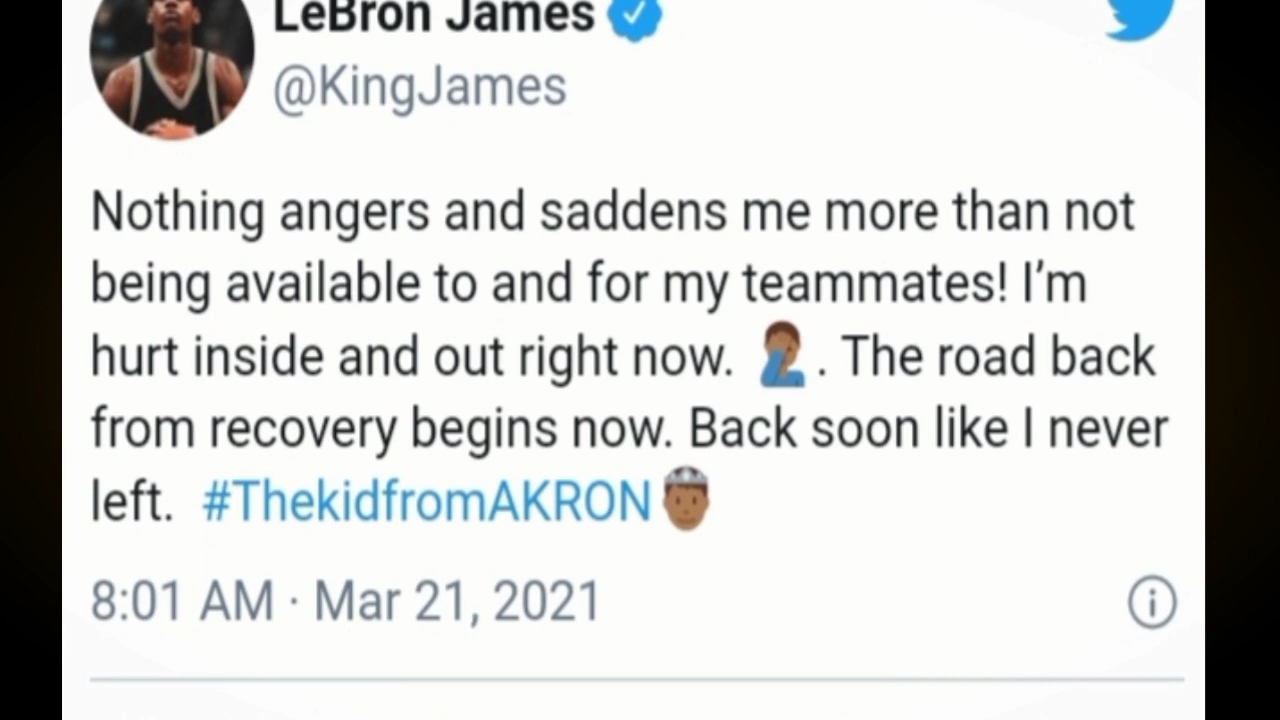 LeBron James
@KingJames
Nothing angers and saddens me more than not
being available to and for my teammates! I’m
hurt inside and out right now. 🤦🏾‍♂️. The road back
from recovery begins now. Back soon like I never
left. #ThekidfromAKRON🤴🏾
8:01 AM · Mar 21, 2021